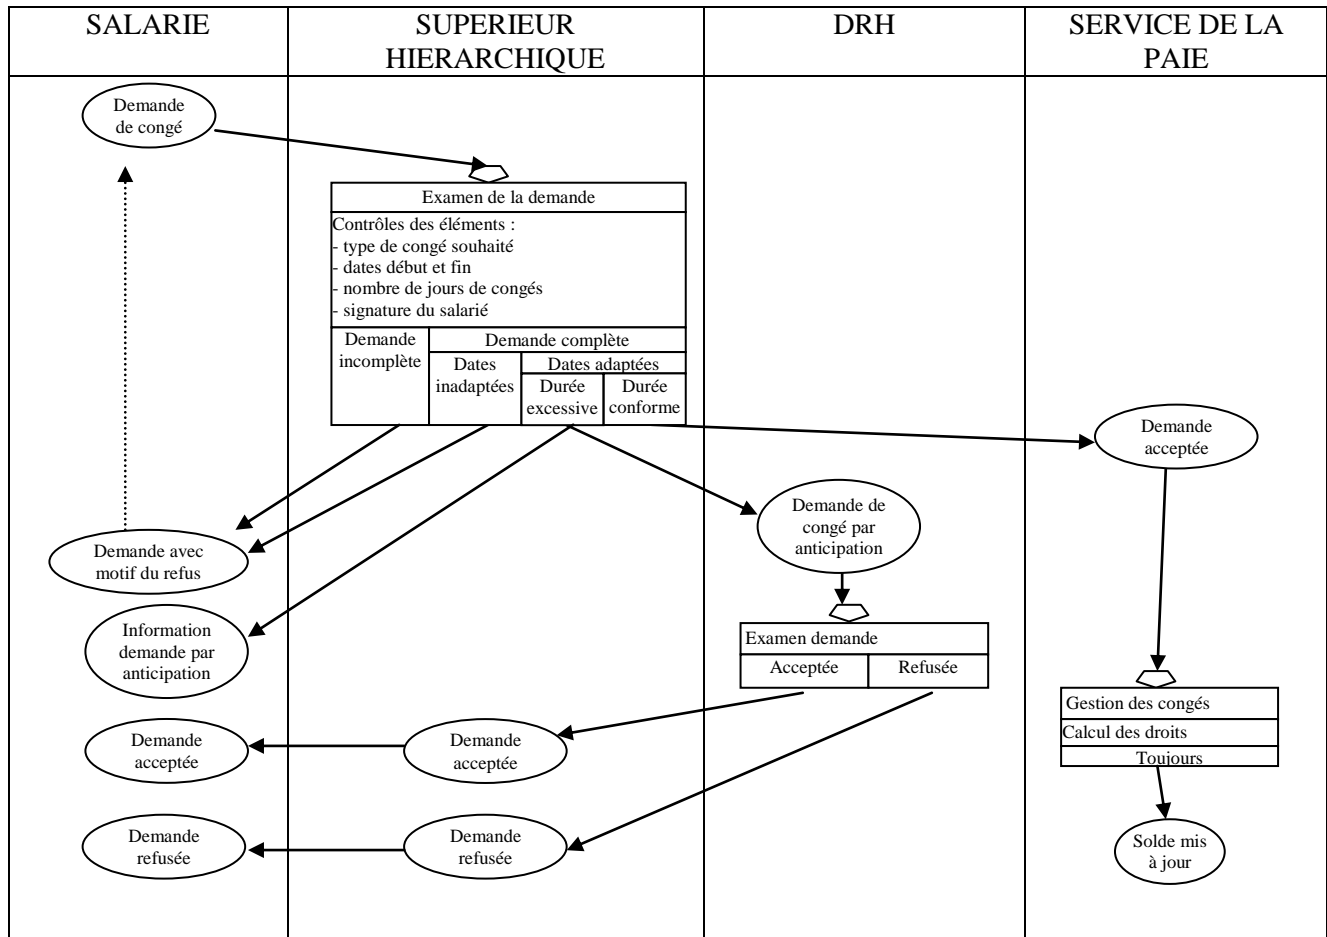 SALARIE
SUPERIEUR
HIERARCHIQUE
DRH
SERVICE DE LA
PAIE
Demande
de congé
Examen de la demande
Contrôles des éléments :
- type de congé souhaité
- dates début et fin
- nombre de jours de congés
- signature du salarié
Demande
incomplète
Demande complète
Dates
inadaptées
Dates adaptées
Durée
excessive
Durée
conforme
Demande
acceptée
Demande de
congé par
anticipation
Demande avec
motif du refus
Information
demande par
anticipation
Examen demande
Acceptée
Refusée
Gestion des congés
Calcul des droits
Toujours
Demande
acceptée
Demande
acceptée
Demande
refusée
Demande
refusée
Solde mis
à jour